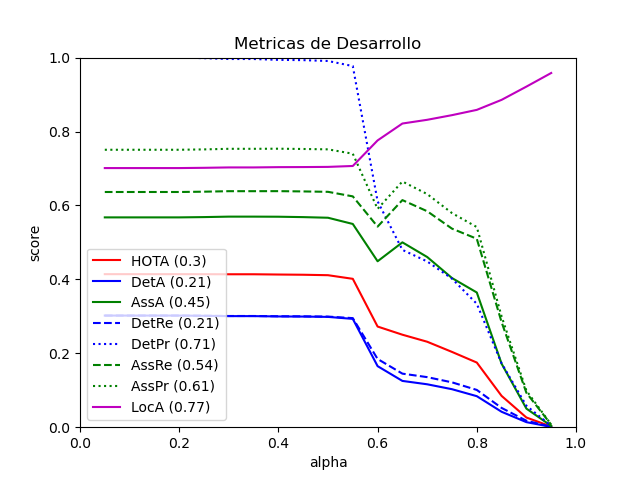 Metricas de Desarrollo
score
1.0
0.8
0.6
0.4
0.2
0.0
HOTA (0.3)
DetA (0.21)
AssA (0.45)
DetRe (0.21)
DetPr (0.71)
AssRe (0.54)
AssPr (0.61)
LocA (0.77)
0.0 0.2 0.4 0.6 0.8 1.0
alpha